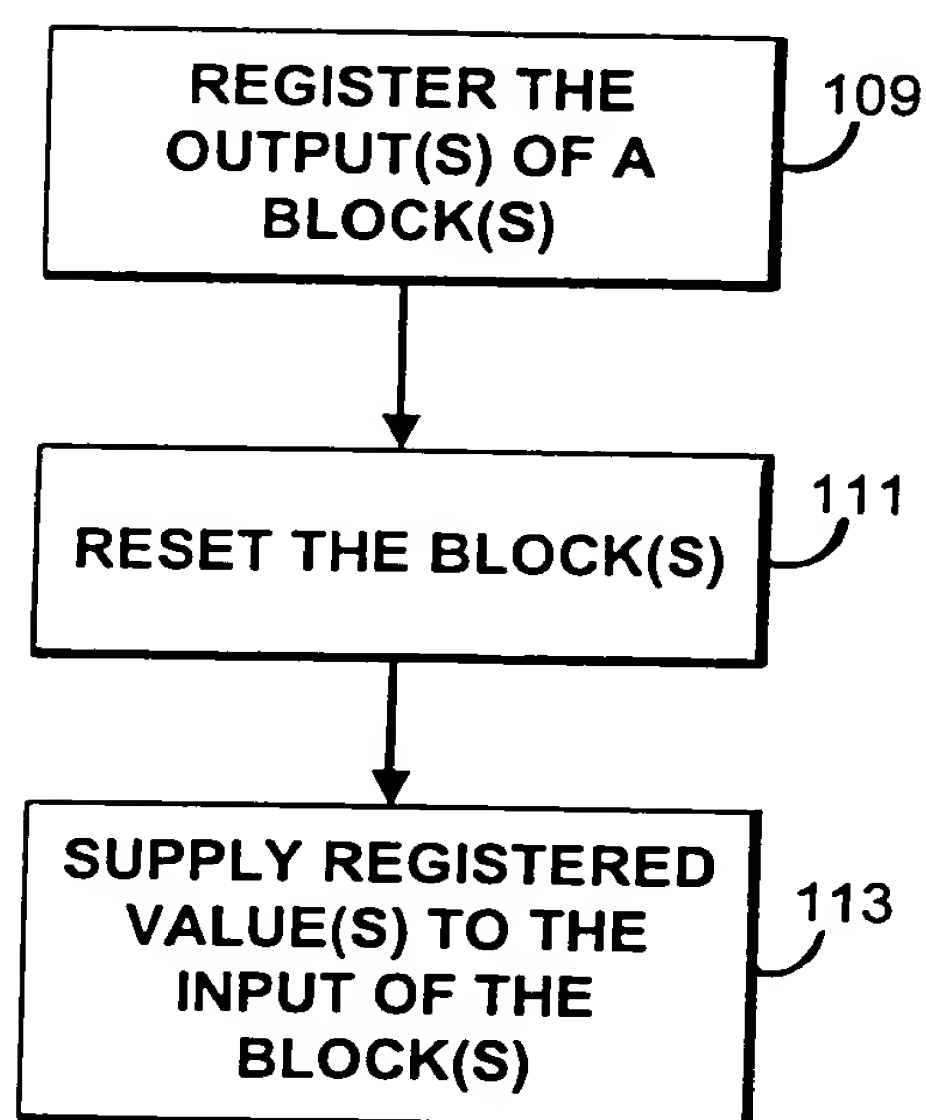 REGISTER THE
OUTPUT(S) OF A
BLOCK(S)
109
RESET THE BLOCK(S)
111
SUPPLY REGISTERED
VALUE(S) TO THE
INPUT OF THE
BLOCK(S)
113